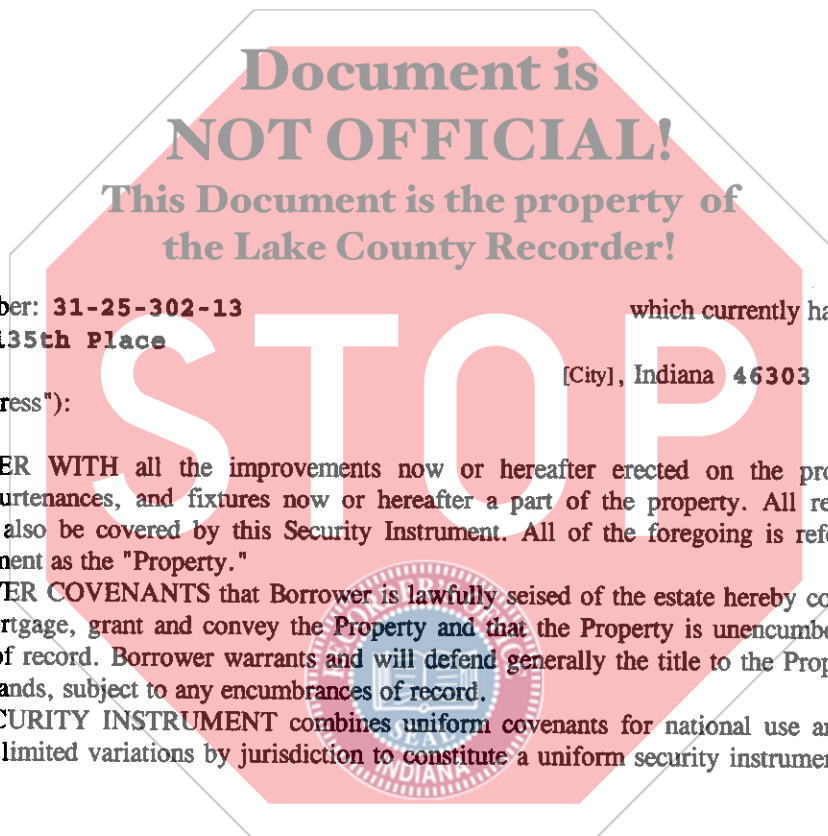 Document is
NOT OFFICIAL!
This Document is the property of
the Lake County Recorder!
ber: 31-25-302-13 which currently ha
135th Place
[City], Indiana 46303
ress"):
STOP
ER WITH all the improvements now or hereafter erected on the pro
urtenances, and fixtures now or hereafter a part of the property. All re
also be covered by this Security Instrument. All of the foregoing is refe
ment as the "Property."
ER COVENANTS that Borrower is lawfully seised of the estate hereby co
rtgage, grant and convey the Property and that the Property is unencumbe
of record. Borrower warrants and will defend generally the title to the Prop
ands, subject to any encumbrances of record.
CURITY INSTRUMENT combines uniform covenants for national use an
limited variations by jurisdiction to constitute a uniform security instrumen
RECORDER'S OFFICE
SEAL
INDIANA